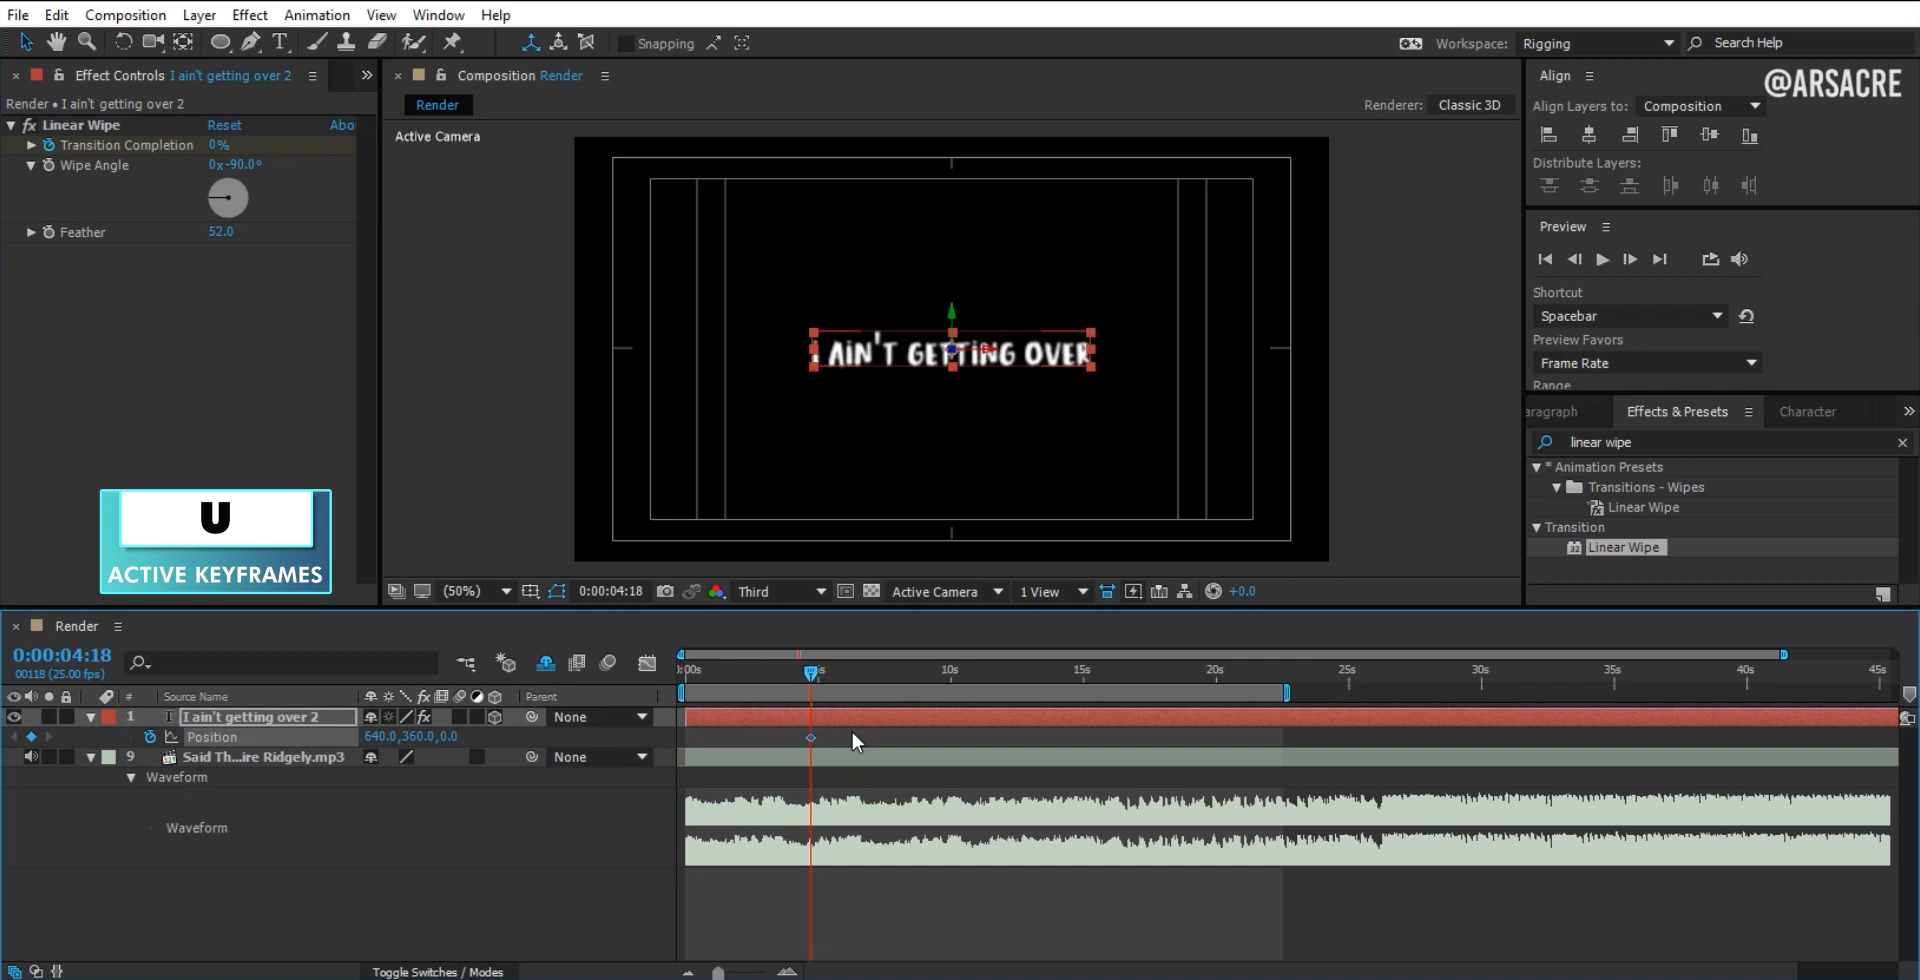 File Edit Composition Layer Effect Animation View Window Help
Snapping
Workspace: Rigging
Search Help
Effect Controls I ain't getting over 2
Render • I ain't getting over 2
fx Linear Wipe Reset Abo
Transition Completion 0%
Wipe Angle 0x-90.0°
Feather 52.0
U
ACTIVE KEYFRAMES
Composition Render
Render
Renderer: Classic 3D
Active Camera
I AIN'T GETTING OVER
(50%) 0:00:04:18 Third Active Camera 1 View +0.0
Align
@ARSACRE
Align Layers to: Composition
Distribute Layers:
Preview
Shortcut
Spacebar
Preview Favors
Frame Rate
Range
aragraph Effects & Presets Character
linear wipe
* Animation Presets
Transitions - Wipes
Linear Wipe
Transition
32 Linear Wipe
Render
0:00:04:18
00118 (25.00 fps)
0:00s 5s 10s 15s 20s 25s 30s 35s 40s 45s
# Source Name fx Parent
1 T I ain't getting over 2 fx None
Position 640.0,360.0,0.0
9 Said Th...ire Ridgely.mp3 None
Waveform
Waveform
Toggle Switches / Modes